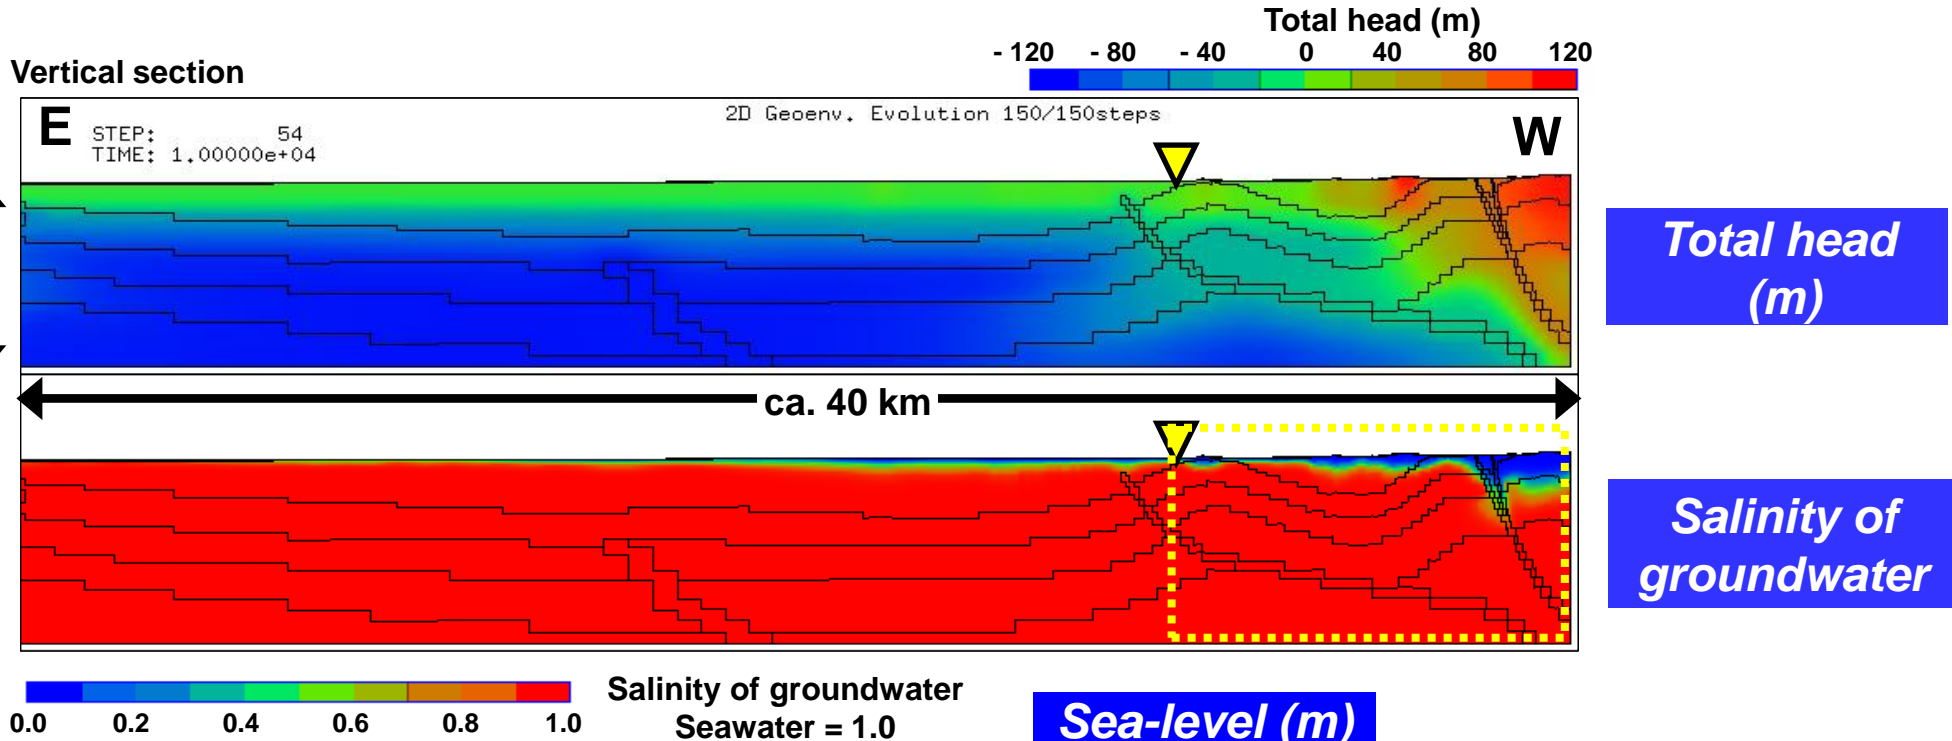 Total head (m)
- 120 - 80 - 40 0 40 80 120
Vertical section
E
2D Geoenv. Evolution 150/150steps
W
STEP: 54
TIME: 1.00000e+04
Total head
(m)
ca. 40 km
Salinity of
groundwater
0.0 0.2 0.4 0.6 0.8 1.0
Salinity of groundwater
Seawater = 1.0
Sea-level (m)